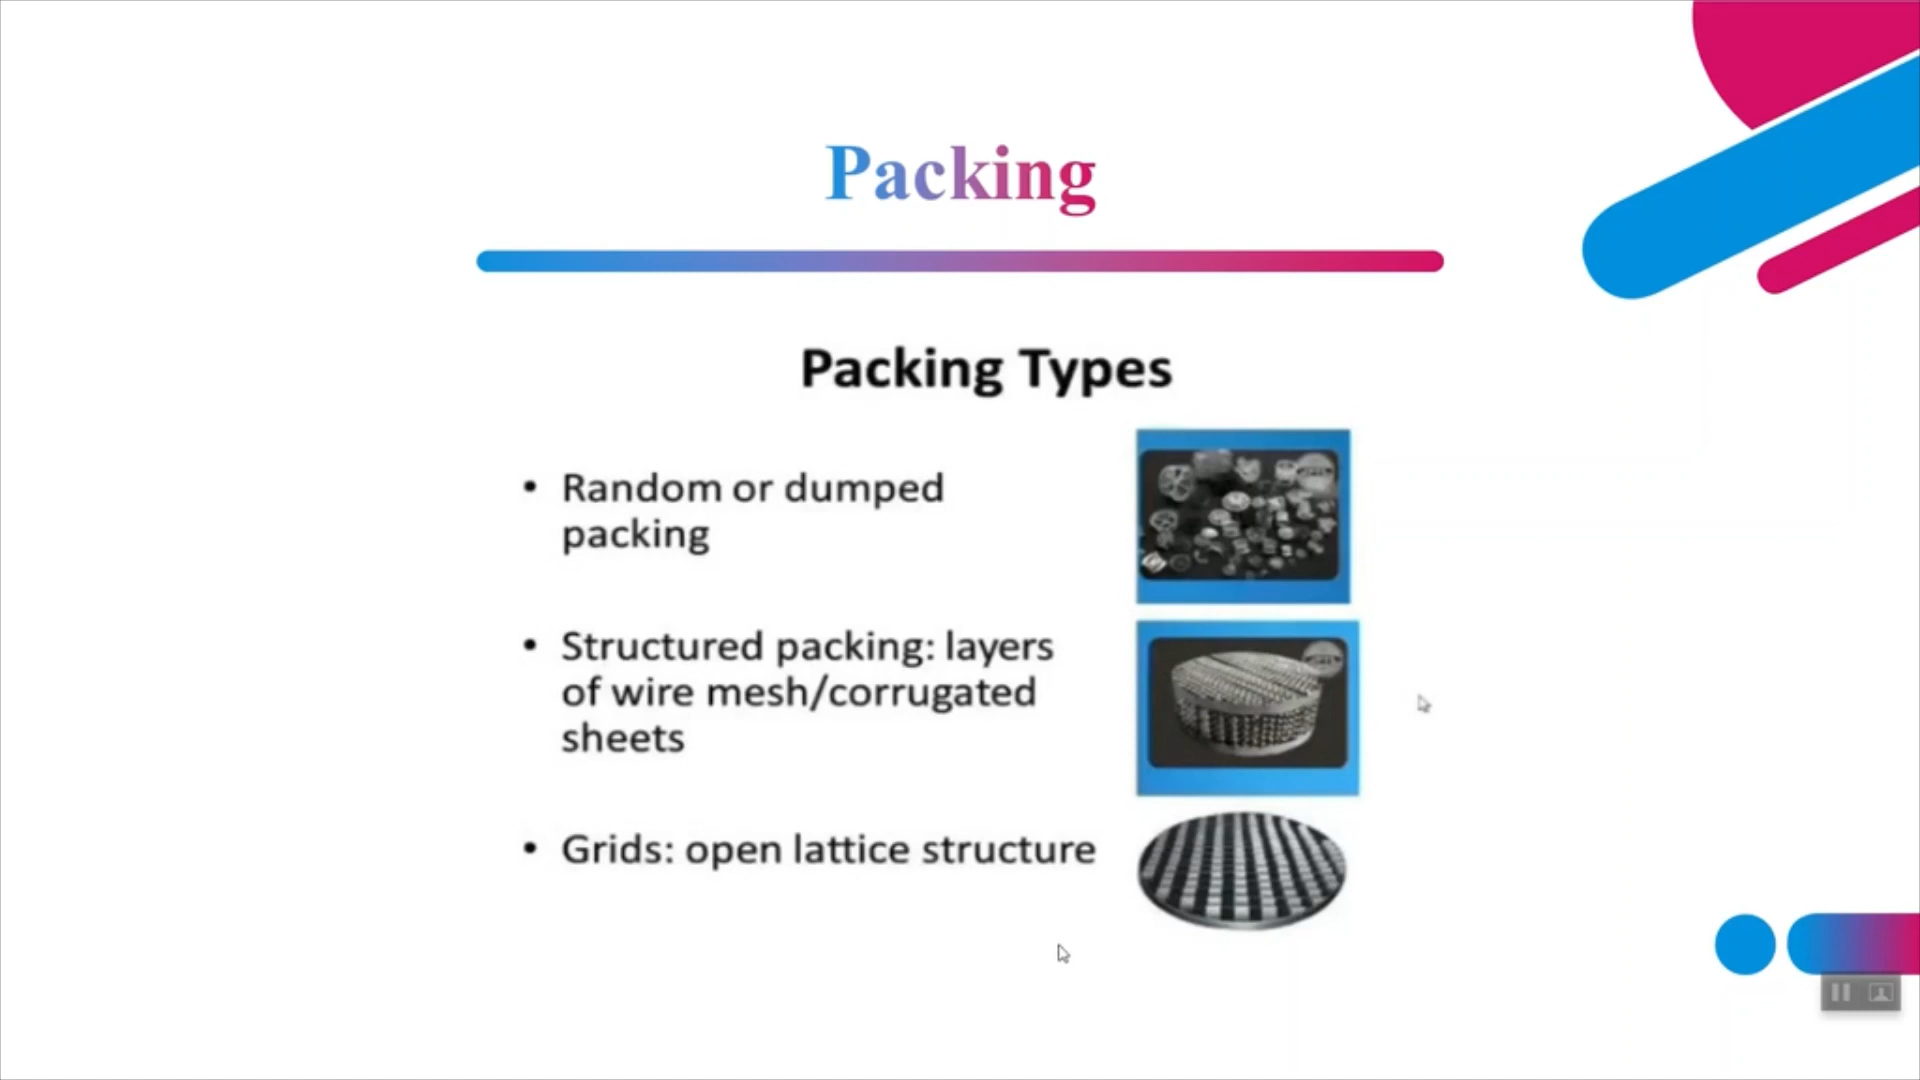 Packing
Packing Types
• Random or dumped
packing
• Structured packing: layers
of wire mesh/corrugated
sheets
• Grids: open lattice structure